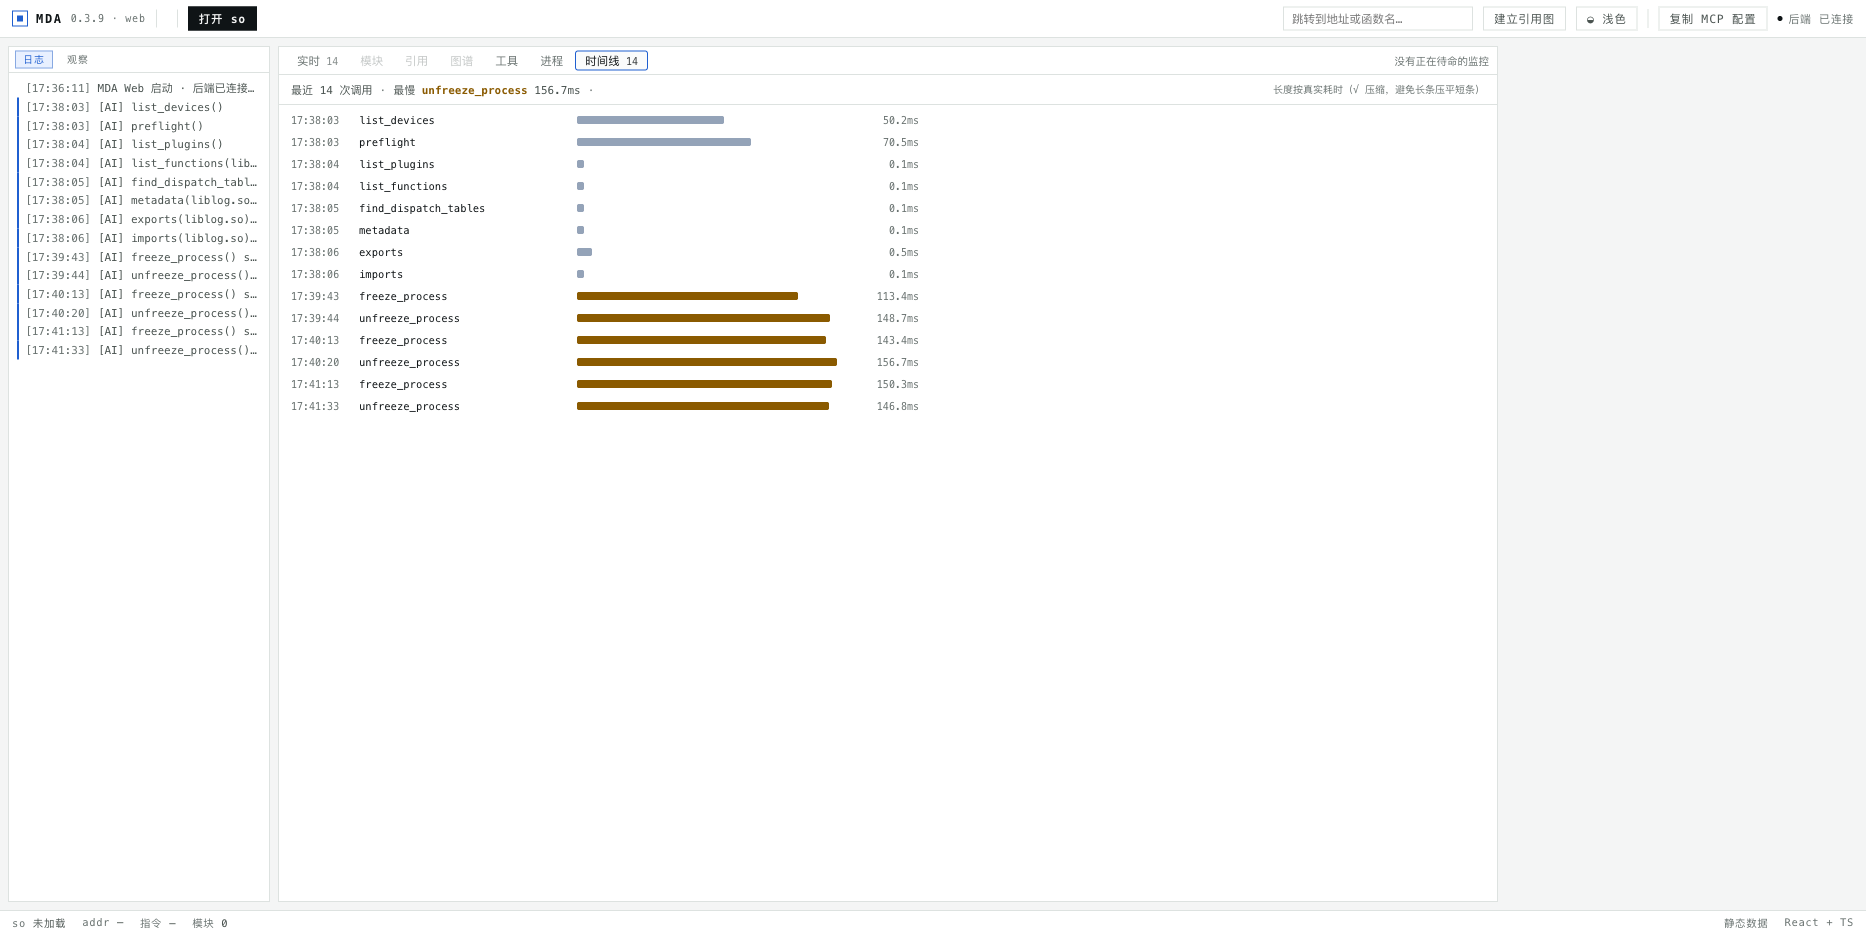 MDA 0.3.9 · web 打开 so 跳转到地址或函数名… 建立引用图 ◒ 浅色 复制 MCP 配置 ● 后端 已连接
日志 观察
[17:36:11] MDA Web 启动 · 后端已连接…
[17:38:03] [AI] list_devices()
[17:38:03] [AI] preflight()
[17:38:04] [AI] list_plugins()
[17:38:04] [AI] list_functions(lib…
[17:38:05] [AI] find_dispatch_tabl…
[17:38:05] [AI] metadata(liblog.so…
[17:38:06] [AI] exports(liblog.so)…
[17:38:06] [AI] imports(liblog.so)…
[17:39:43] [AI] freeze_process() s…
[17:39:44] [AI] unfreeze_process()…
[17:40:13] [AI] freeze_process() s…
[17:40:20] [AI] unfreeze_process()…
[17:41:13] [AI] freeze_process() s…
[17:41:33] [AI] unfreeze_process()…
实时 14 模块 引用 图谱 工具 进程 时间线 14 没有正在待命的监控
最近 14 次调用 · 最慢 unfreeze_process 156.7ms · 长度按真实耗时（√ 压缩，避免长条压平短条）
17:38:03 list_devices 50.2ms
17:38:03 preflight 70.5ms
17:38:04 list_plugins 0.1ms
17:38:04 list_functions 0.1ms
17:38:05 find_dispatch_tables 0.1ms
17:38:05 metadata 0.1ms
17:38:06 exports 0.5ms
17:38:06 imports 0.1ms
17:39:43 freeze_process 113.4ms
17:39:44 unfreeze_process 148.7ms
17:40:13 freeze_process 143.4ms
17:40:20 unfreeze_process 156.7ms
17:41:13 freeze_process 150.3ms
17:41:33 unfreeze_process 146.8ms
so 未加载 addr — 指令 — 模块 0 静态数据 React + TS